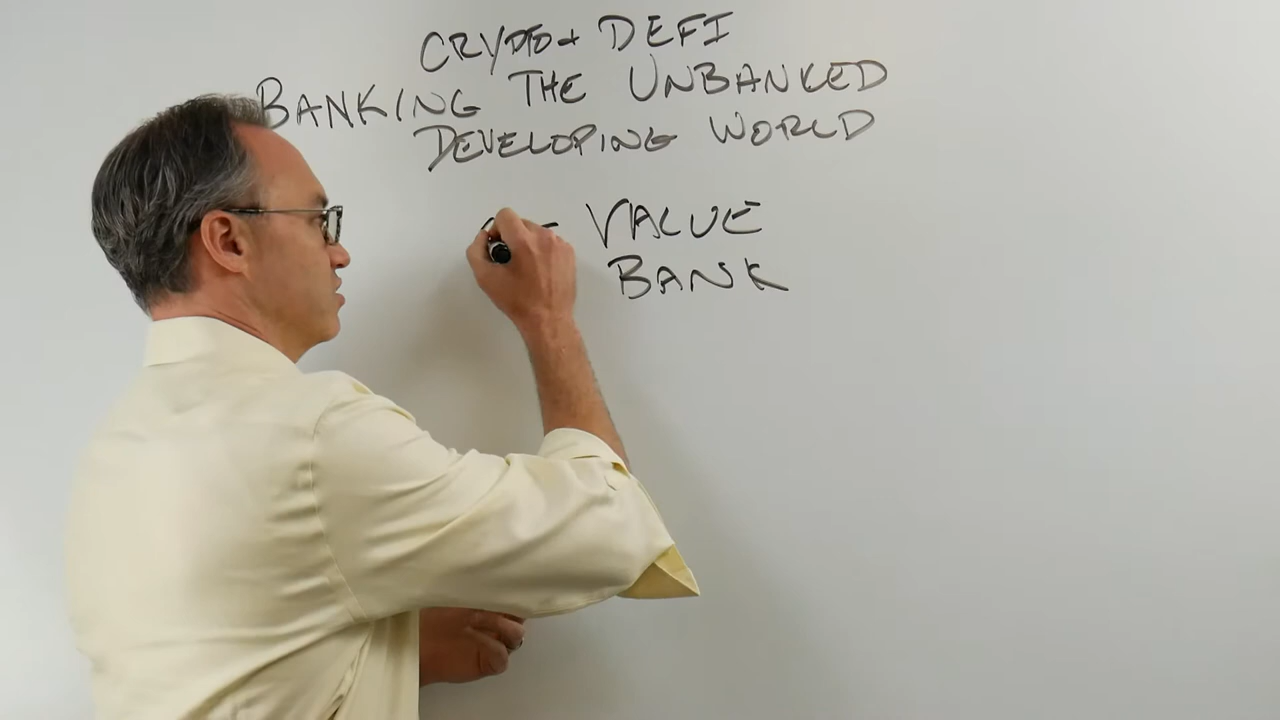 CRYPTO + DEFI
BANKING THE UNBANKED
DEVELOPING WORLD
VALUE
BANK